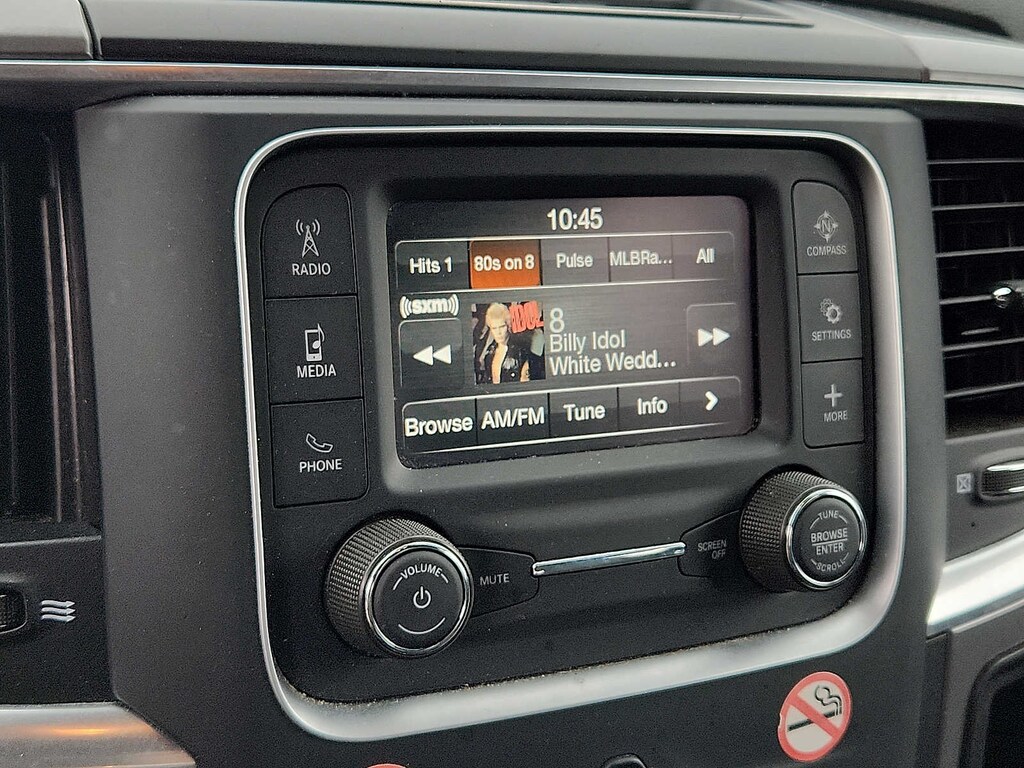 10:45
Hits 1 80s on 8 Pulse MLBRa... All
((sxm))
IDOL
8
Billy Idol
White Wedd...
Browse AM/FM Tune Info
RADIO
MEDIA
PHONE
N
COMPASS
SETTINGS
MORE
VOLUME
MUTE
SCREEN
OFF
TUNE
BROWSE
ENTER
SCROLL